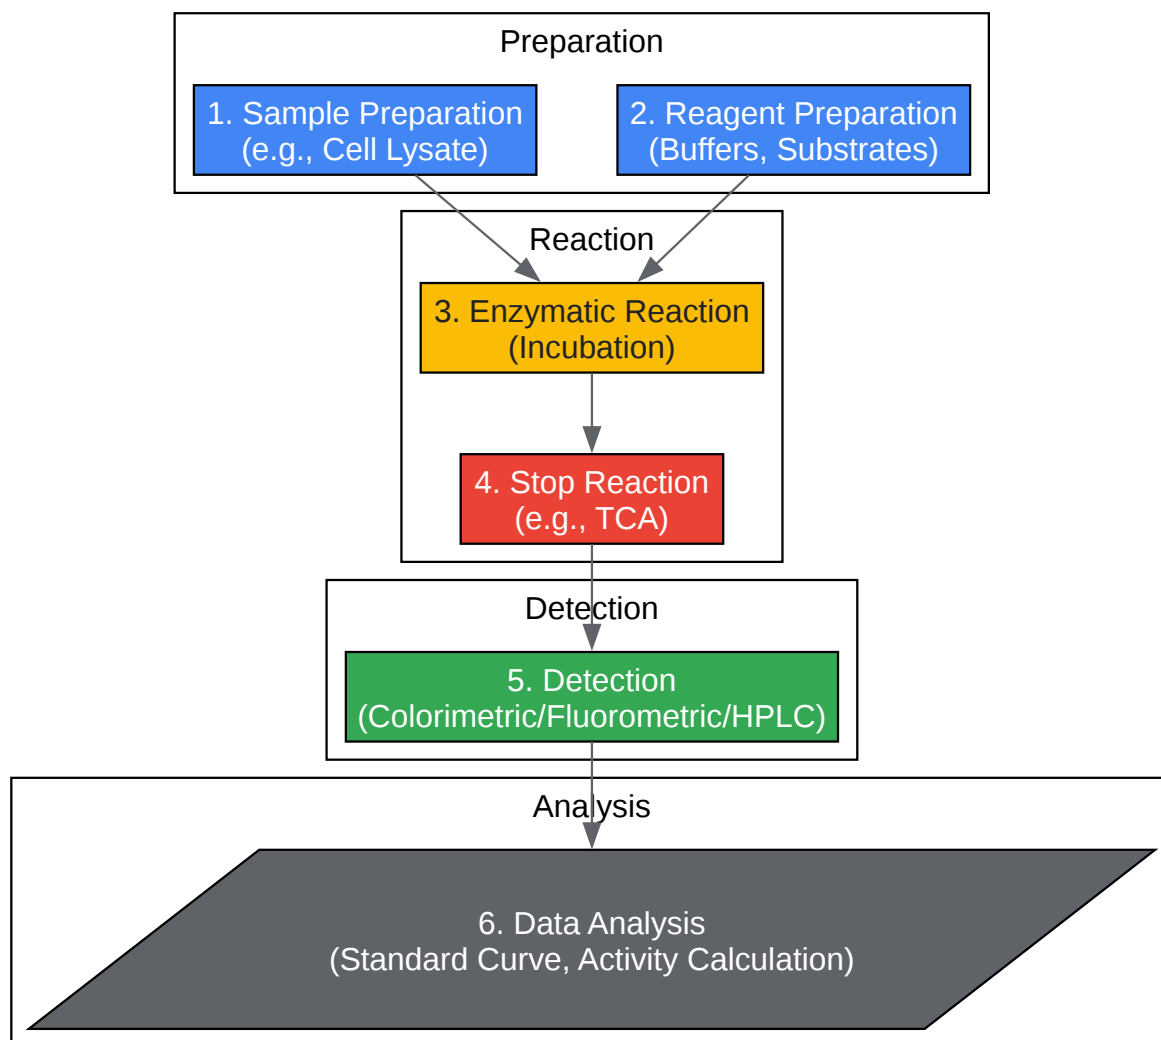 Preparation
1. Sample Preparation
(e.g., Cell Lysate)
2. Reagent Preparation
(Buffers, Substrates)
Reaction
3. Enzymatic Reaction
(Incubation)
4. Stop Reaction
(e.g., TCA)
Detection
5. Detection
(Colorimetric/Fluorometric/HPLC)
Analysis
6. Data Analysis
(Standard Curve, Activity Calculation)